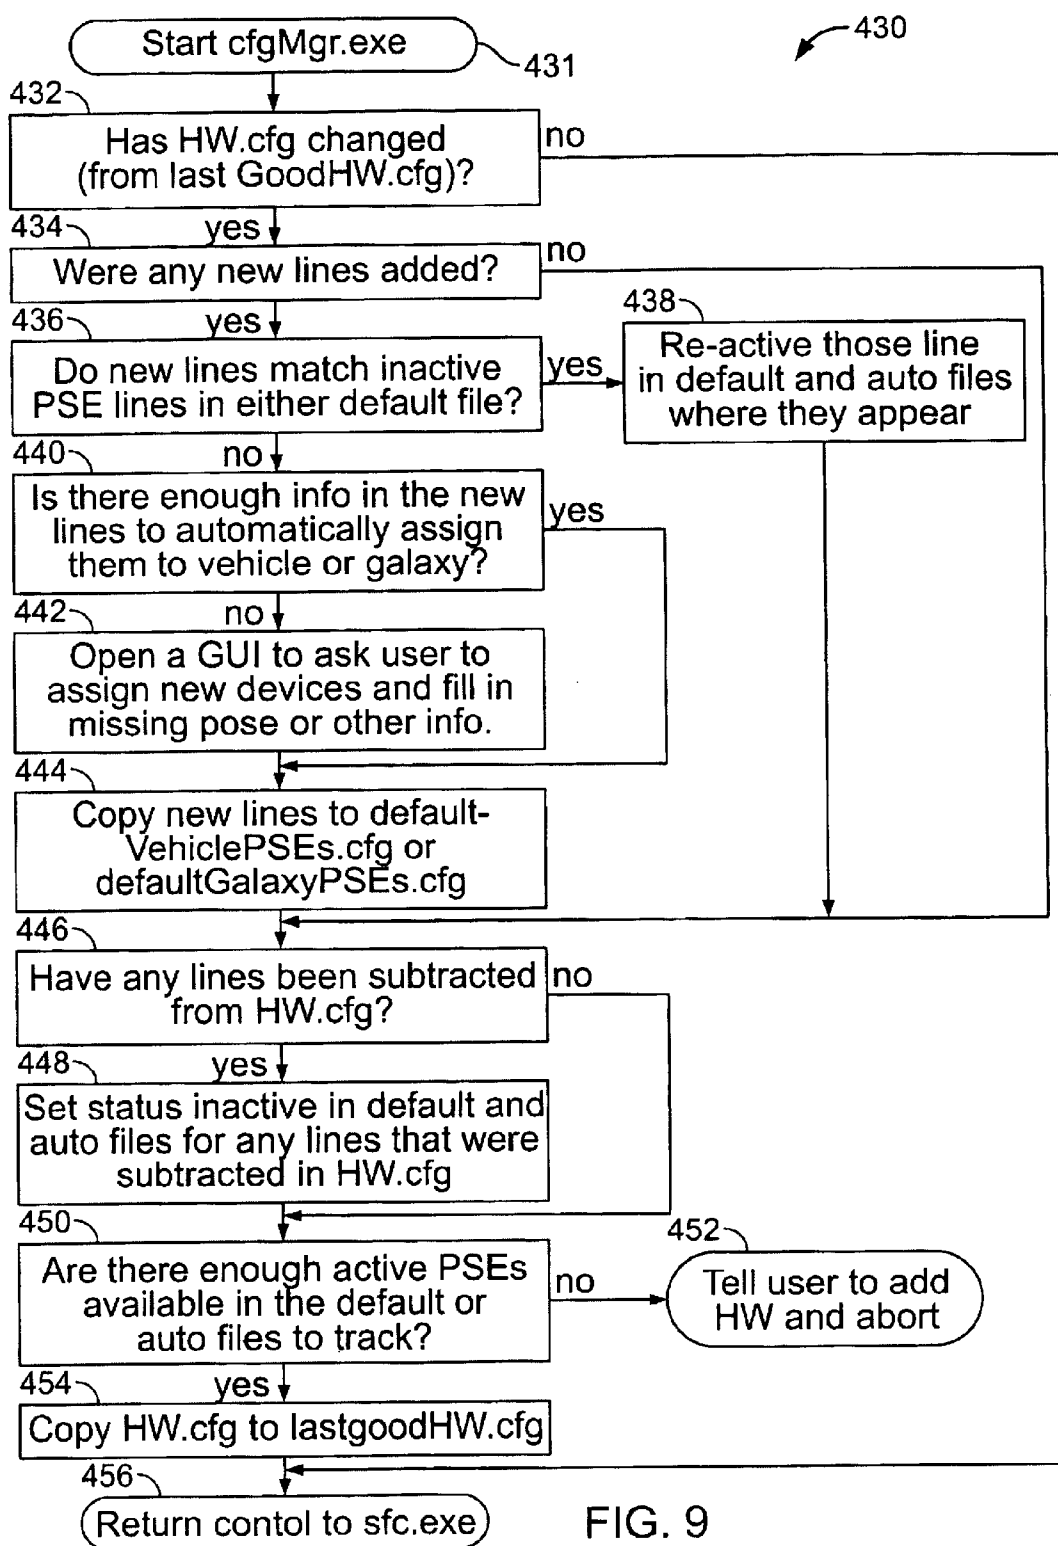 430
Start cfgMgr.exe
431
432
Has HW.cfg changed
(from last GoodHW.cfg)?
no
yes
434
Were any new lines added?
no
yes
436
Do new lines match inactive
PSE lines in either default file?
yes
438
Re-active those line
in default and auto files
where they appear
no
440
Is there enough info in the new
lines to automatically assign
them to vehicle or galaxy?
yes
no
442
Open a GUI to ask user to
assign new devices and fill in
missing pose or other info.
444
Copy new lines to default-
VehiclePSEs.cfg or
defaultGalaxyPSEs.cfg
446
Have any lines been subtracted
from HW.cfg?
no
yes
448
Set status inactive in default and
auto files for any lines that were
subtracted in HW.cfg
450
Are there enough active PSEs
available in the default or
auto files to track?
no
452
Tell user to add
HW and abort
yes
454
Copy HW.cfg to lastgoodHW.cfg
456
Return contol to sfc.exe
FIG. 9